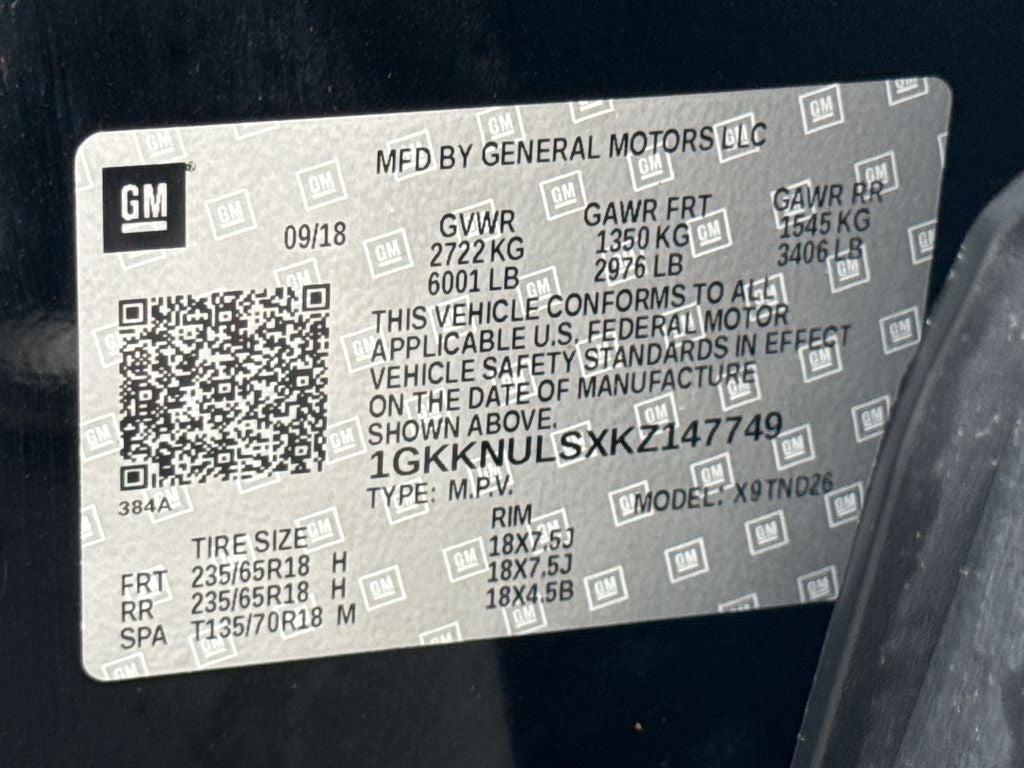 GM
MFD BY GENERAL MOTORS LLC
09/18
GVWR GAWR FRT GAWR RR
2722 KG 1350 KG 1545 KG
6001 LB 2976 LB 3406 LB
THIS VEHICLE CONFORMS TO ALL
APPLICABLE U.S. FEDERAL MOTOR
VEHICLE SAFETY STANDARDS IN EFFECT
ON THE DATE OF MANUFACTURE
SHOWN ABOVE.
1GKKNULSXKZ147749
TYPE: M.P.V. MODEL: X9TND26
384A
TIRE SIZE RIM
FRT 235/65R18 H 18X7.5J
RR 235/65R18 H 18X7.5J
SPA T135/70R18 M 18X4.5B